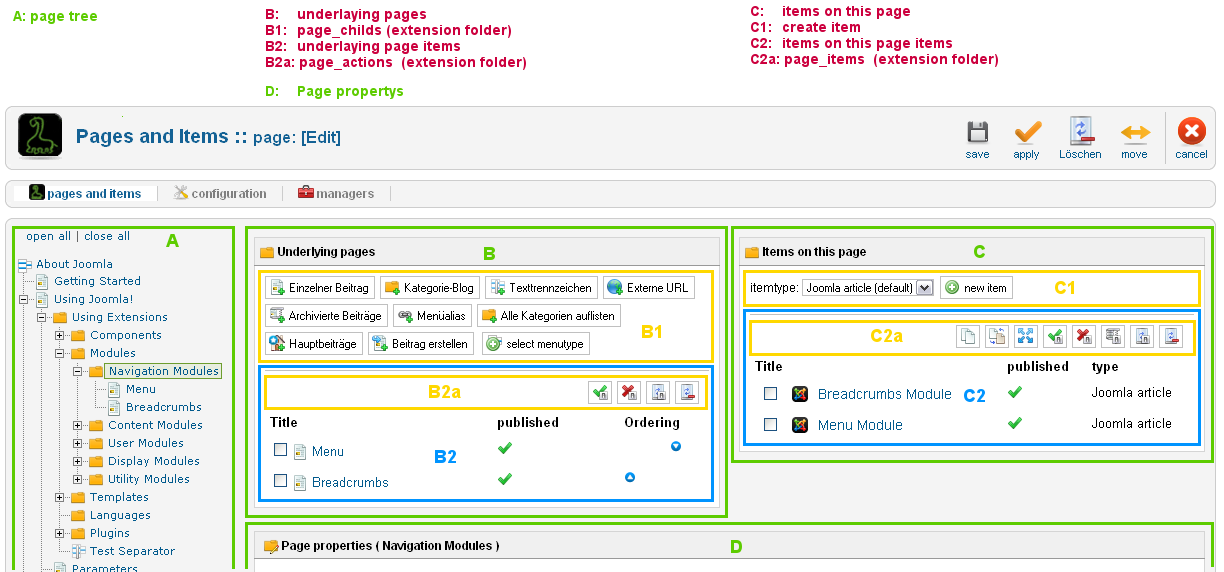 A: page tree
B: underlaying pages
B1: page_childs (extension folder)
B2: underlaying page items
B2a: page_actions (extension folder)
D: Page propertys
C: items on this page
C1: create item
C2: items on this page items
C2a: page_items (extension folder)
Pages and Items :: page: [Edit]
save
apply
Löschen
move
cancel
pages and items
configuration
managers
open all | close all
A
About Joomla
Getting Started
Using Joomla!
Using Extensions
Components
Modules
Navigation Modules
Menu
Breadcrumbs
Content Modules
User Modules
Display Modules
Utility Modules
Templates
Languages
Plugins
Test Separator
Parameters
Underlying pages
B
Einzelner Beitrag
Kategorie-Blog
Texttrennzeichen
Externe URL
Archivierte Beiträge
Menüalias
Alle Kategorien auflisten
B1
Hauptbeiträge
Beitrag erstellen
select menutype
B2a
Title published Ordering
Menu
B2
Breadcrumbs
Items on this page
C
itemtype: Joomla article (default) new item
C1
C2a
Title published type
Breadcrumbs Module C2 Joomla article
Menu Module Joomla article
Page properties ( Navigation Modules )
D